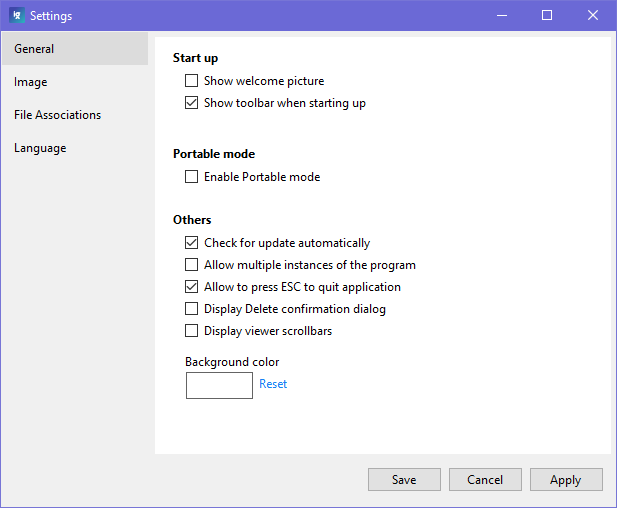 ig Settings
General
Image
File Associations
Language
Start up
Show welcome picture
Show toolbar when starting up
Portable mode
Enable Portable mode
Others
Check for update automatically
Allow multiple instances of the program
Allow to press ESC to quit application
Display Delete confirmation dialog
Display viewer scrollbars
Background color
Reset
Save Cancel Apply